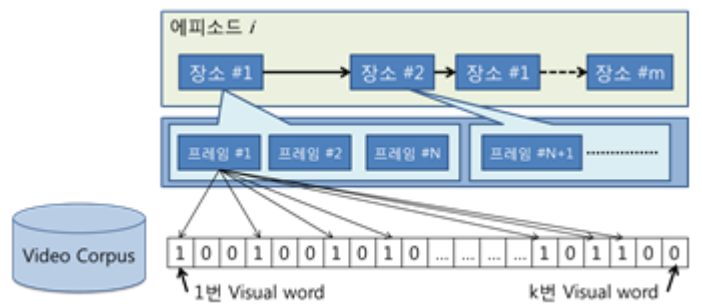 에피소드 i
장소 #1 장소 #2 장소 #1 장소 #m
프레임 #1 프레임 #2 프레임 #N 프레임 #N+1
Video Corpus
1 0 0 1 0 0 1 0 1 0 ... ... ... ... 1 0 1 1 0 0
1번 Visual word k번 Visual word